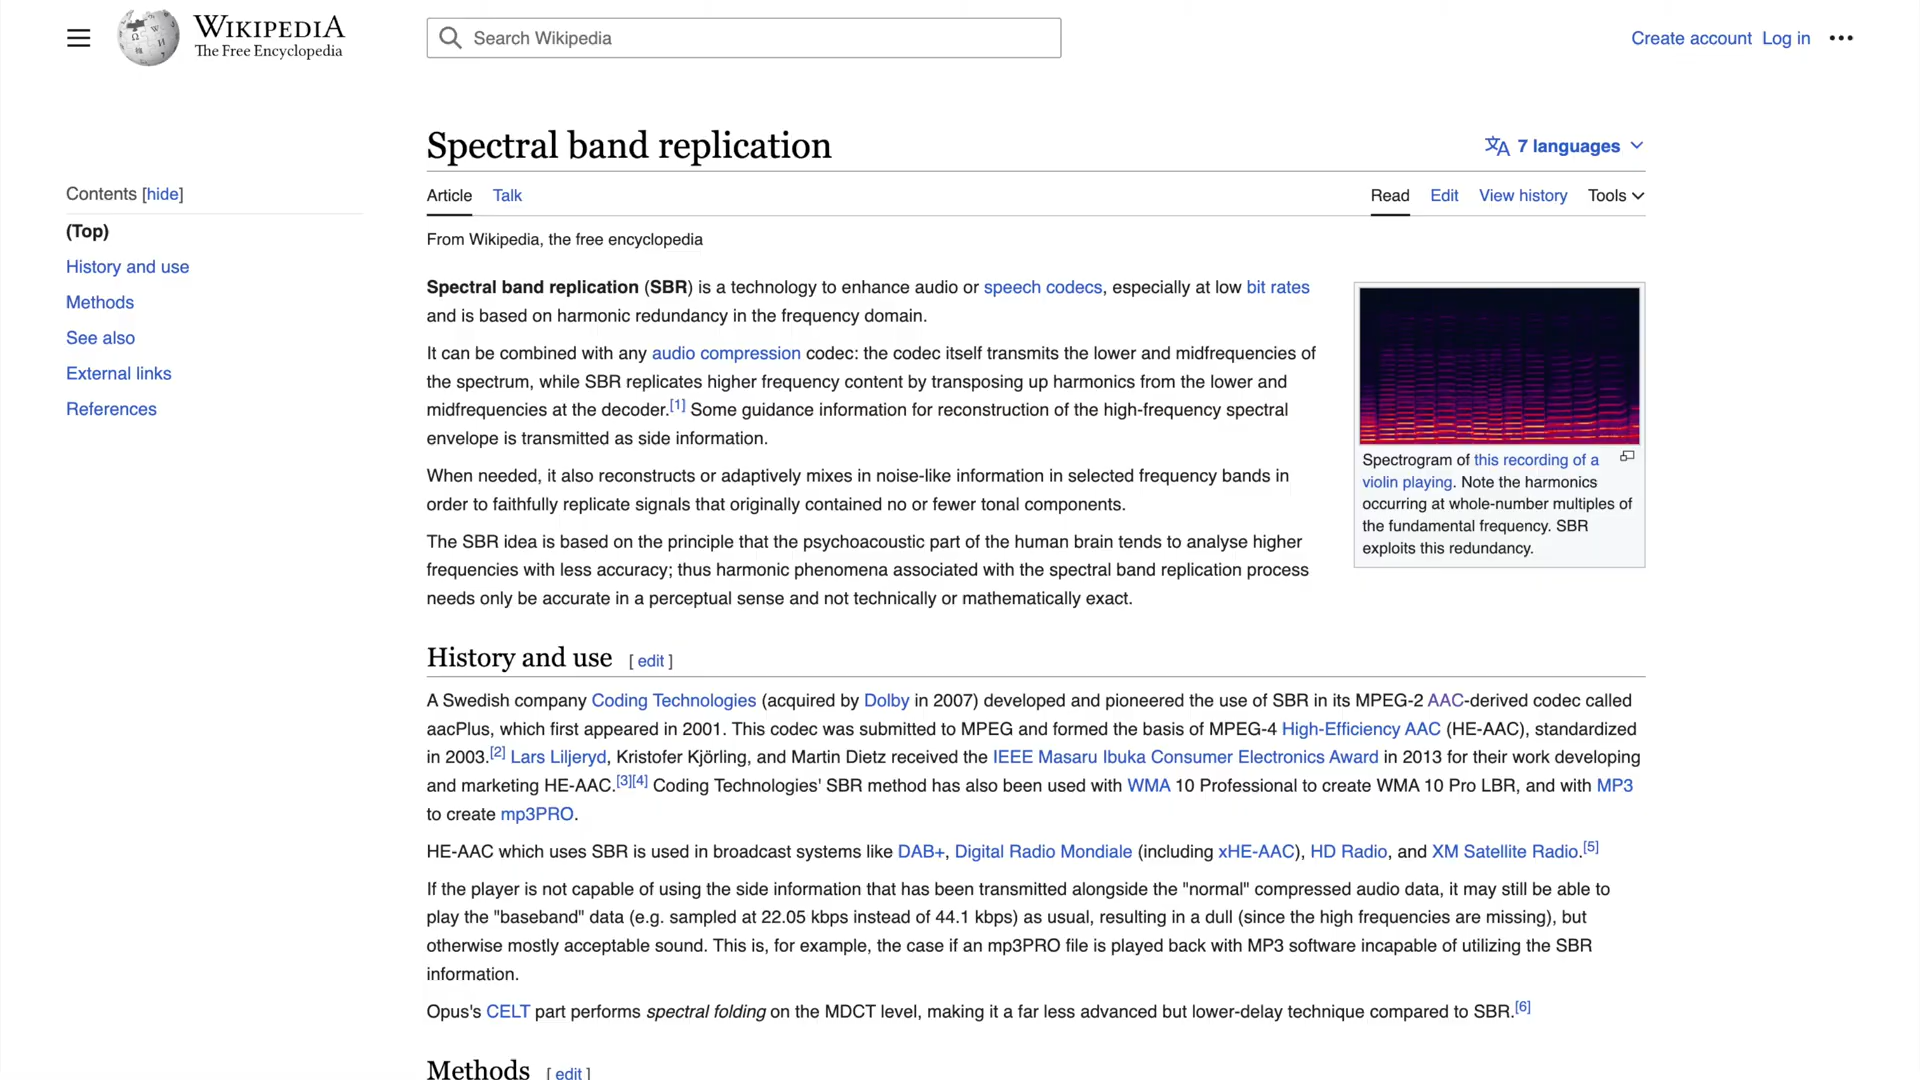 WIKIPEDIA
The Free Encyclopedia
Search Wikipedia
Create account Log in
Contents [hide]
(Top)
History and use
Methods
See also
External links
References
Spectral band replication
7 languages
Article Talk
Read Edit View history Tools
From Wikipedia, the free encyclopedia
Spectral band replication (SBR) is a technology to enhance audio or speech codecs, especially at low bit rates
and is based on harmonic redundancy in the frequency domain.
It can be combined with any audio compression codec: the codec itself transmits the lower and midfrequencies of
the spectrum, while SBR replicates higher frequency content by transposing up harmonics from the lower and
midfrequencies at the decoder.[1] Some guidance information for reconstruction of the high-frequency spectral
envelope is transmitted as side information.
When needed, it also reconstructs or adaptively mixes in noise-like information in selected frequency bands in
order to faithfully replicate signals that originally contained no or fewer tonal components.
The SBR idea is based on the principle that the psychoacoustic part of the human brain tends to analyse higher
frequencies with less accuracy; thus harmonic phenomena associated with the spectral band replication process
needs only be accurate in a perceptual sense and not technically or mathematically exact.
Spectrogram of this recording of a
violin playing. Note the harmonics
occurring at whole-number multiples of
the fundamental frequency. SBR
exploits this redundancy.
History and use [ edit ]
A Swedish company Coding Technologies (acquired by Dolby in 2007) developed and pioneered the use of SBR in its MPEG-2 AAC-derived codec called
aacPlus, which first appeared in 2001. This codec was submitted to MPEG and formed the basis of MPEG-4 High-Efficiency AAC (HE-AAC), standardized
in 2003.[2] Lars Liljeryd, Kristofer Kjörling, and Martin Dietz received the IEEE Masaru Ibuka Consumer Electronics Award in 2013 for their work developing
and marketing HE-AAC.[3][4] Coding Technologies' SBR method has also been used with WMA 10 Professional to create WMA 10 Pro LBR, and with MP3
to create mp3PRO.
HE-AAC which uses SBR is used in broadcast systems like DAB+, Digital Radio Mondiale (including xHE-AAC), HD Radio, and XM Satellite Radio.[5]
If the player is not capable of using the side information that has been transmitted alongside the "normal" compressed audio data, it may still be able to
play the "baseband" data (e.g. sampled at 22.05 kbps instead of 44.1 kbps) as usual, resulting in a dull (since the high frequencies are missing), but
otherwise mostly acceptable sound. This is, for example, the case if an mp3PRO file is played back with MP3 software incapable of utilizing the SBR
information.
Opus's CELT part performs spectral folding on the MDCT level, making it a far less advanced but lower-delay technique compared to SBR.[6]
Methods [ edit ]